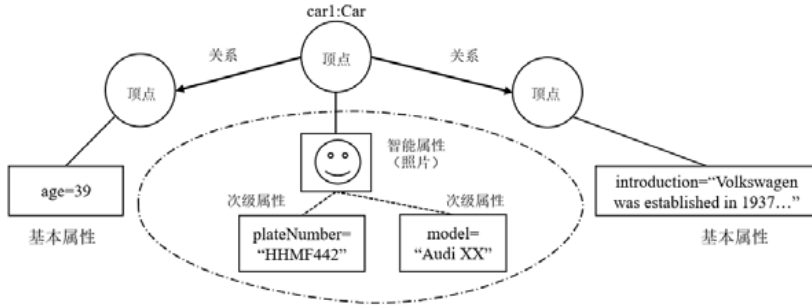 car1:Car
关系
关系
顶点
顶点
顶点
智能属性
（照片）
age=39
次级属性
次级属性
introduction=“Volkswagen
was established in 1937…”
基本属性
plateNumber=
“HHMF442”
model=
“Audi XX”
基本属性